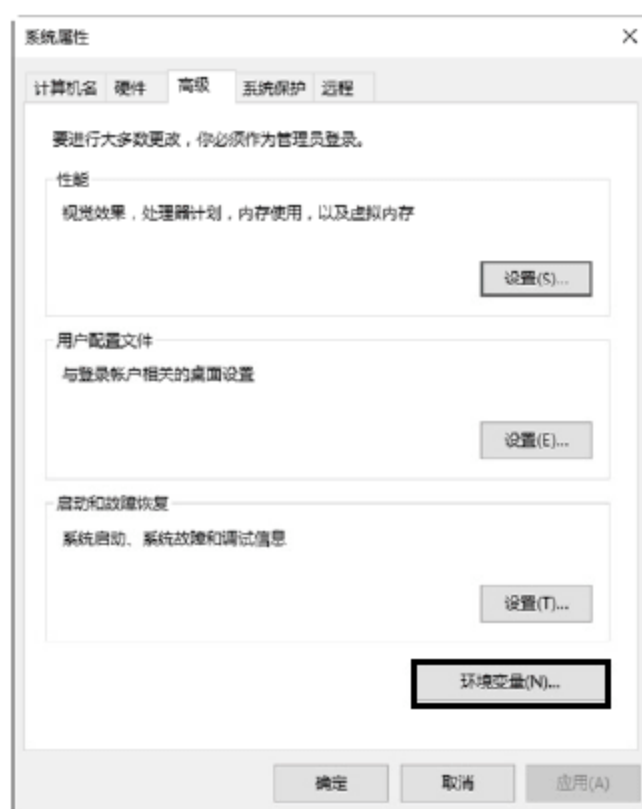 系统属性
计算机名 硬件 高级 系统保护 远程
要进行大多数更改，你必须作为管理员登录。
性能
视觉效果，处理器计划，内存使用，以及虚拟内存
设置(S)...
用户配置文件
与登录帐户相关的桌面设置
设置(E)...
启动和故障恢复
系统启动、系统故障和调试信息
设置(T)...
环境变量(N)...
确定 取消 应用(A)